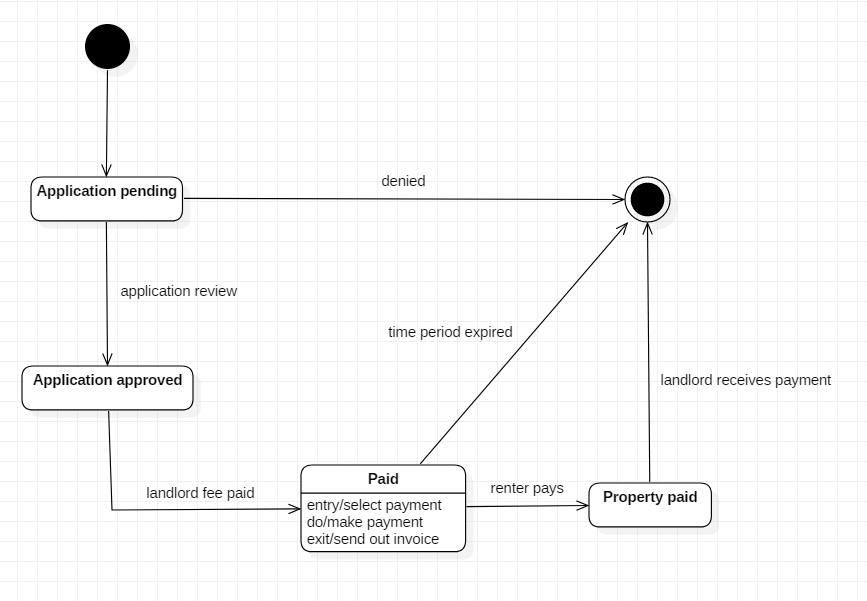 Application pending
denied
application review
time period expired
Application approved
landlord receives payment
landlord fee paid
Paid
entry/select payment
do/make payment
exit/send out invoice
renter pays
Property paid